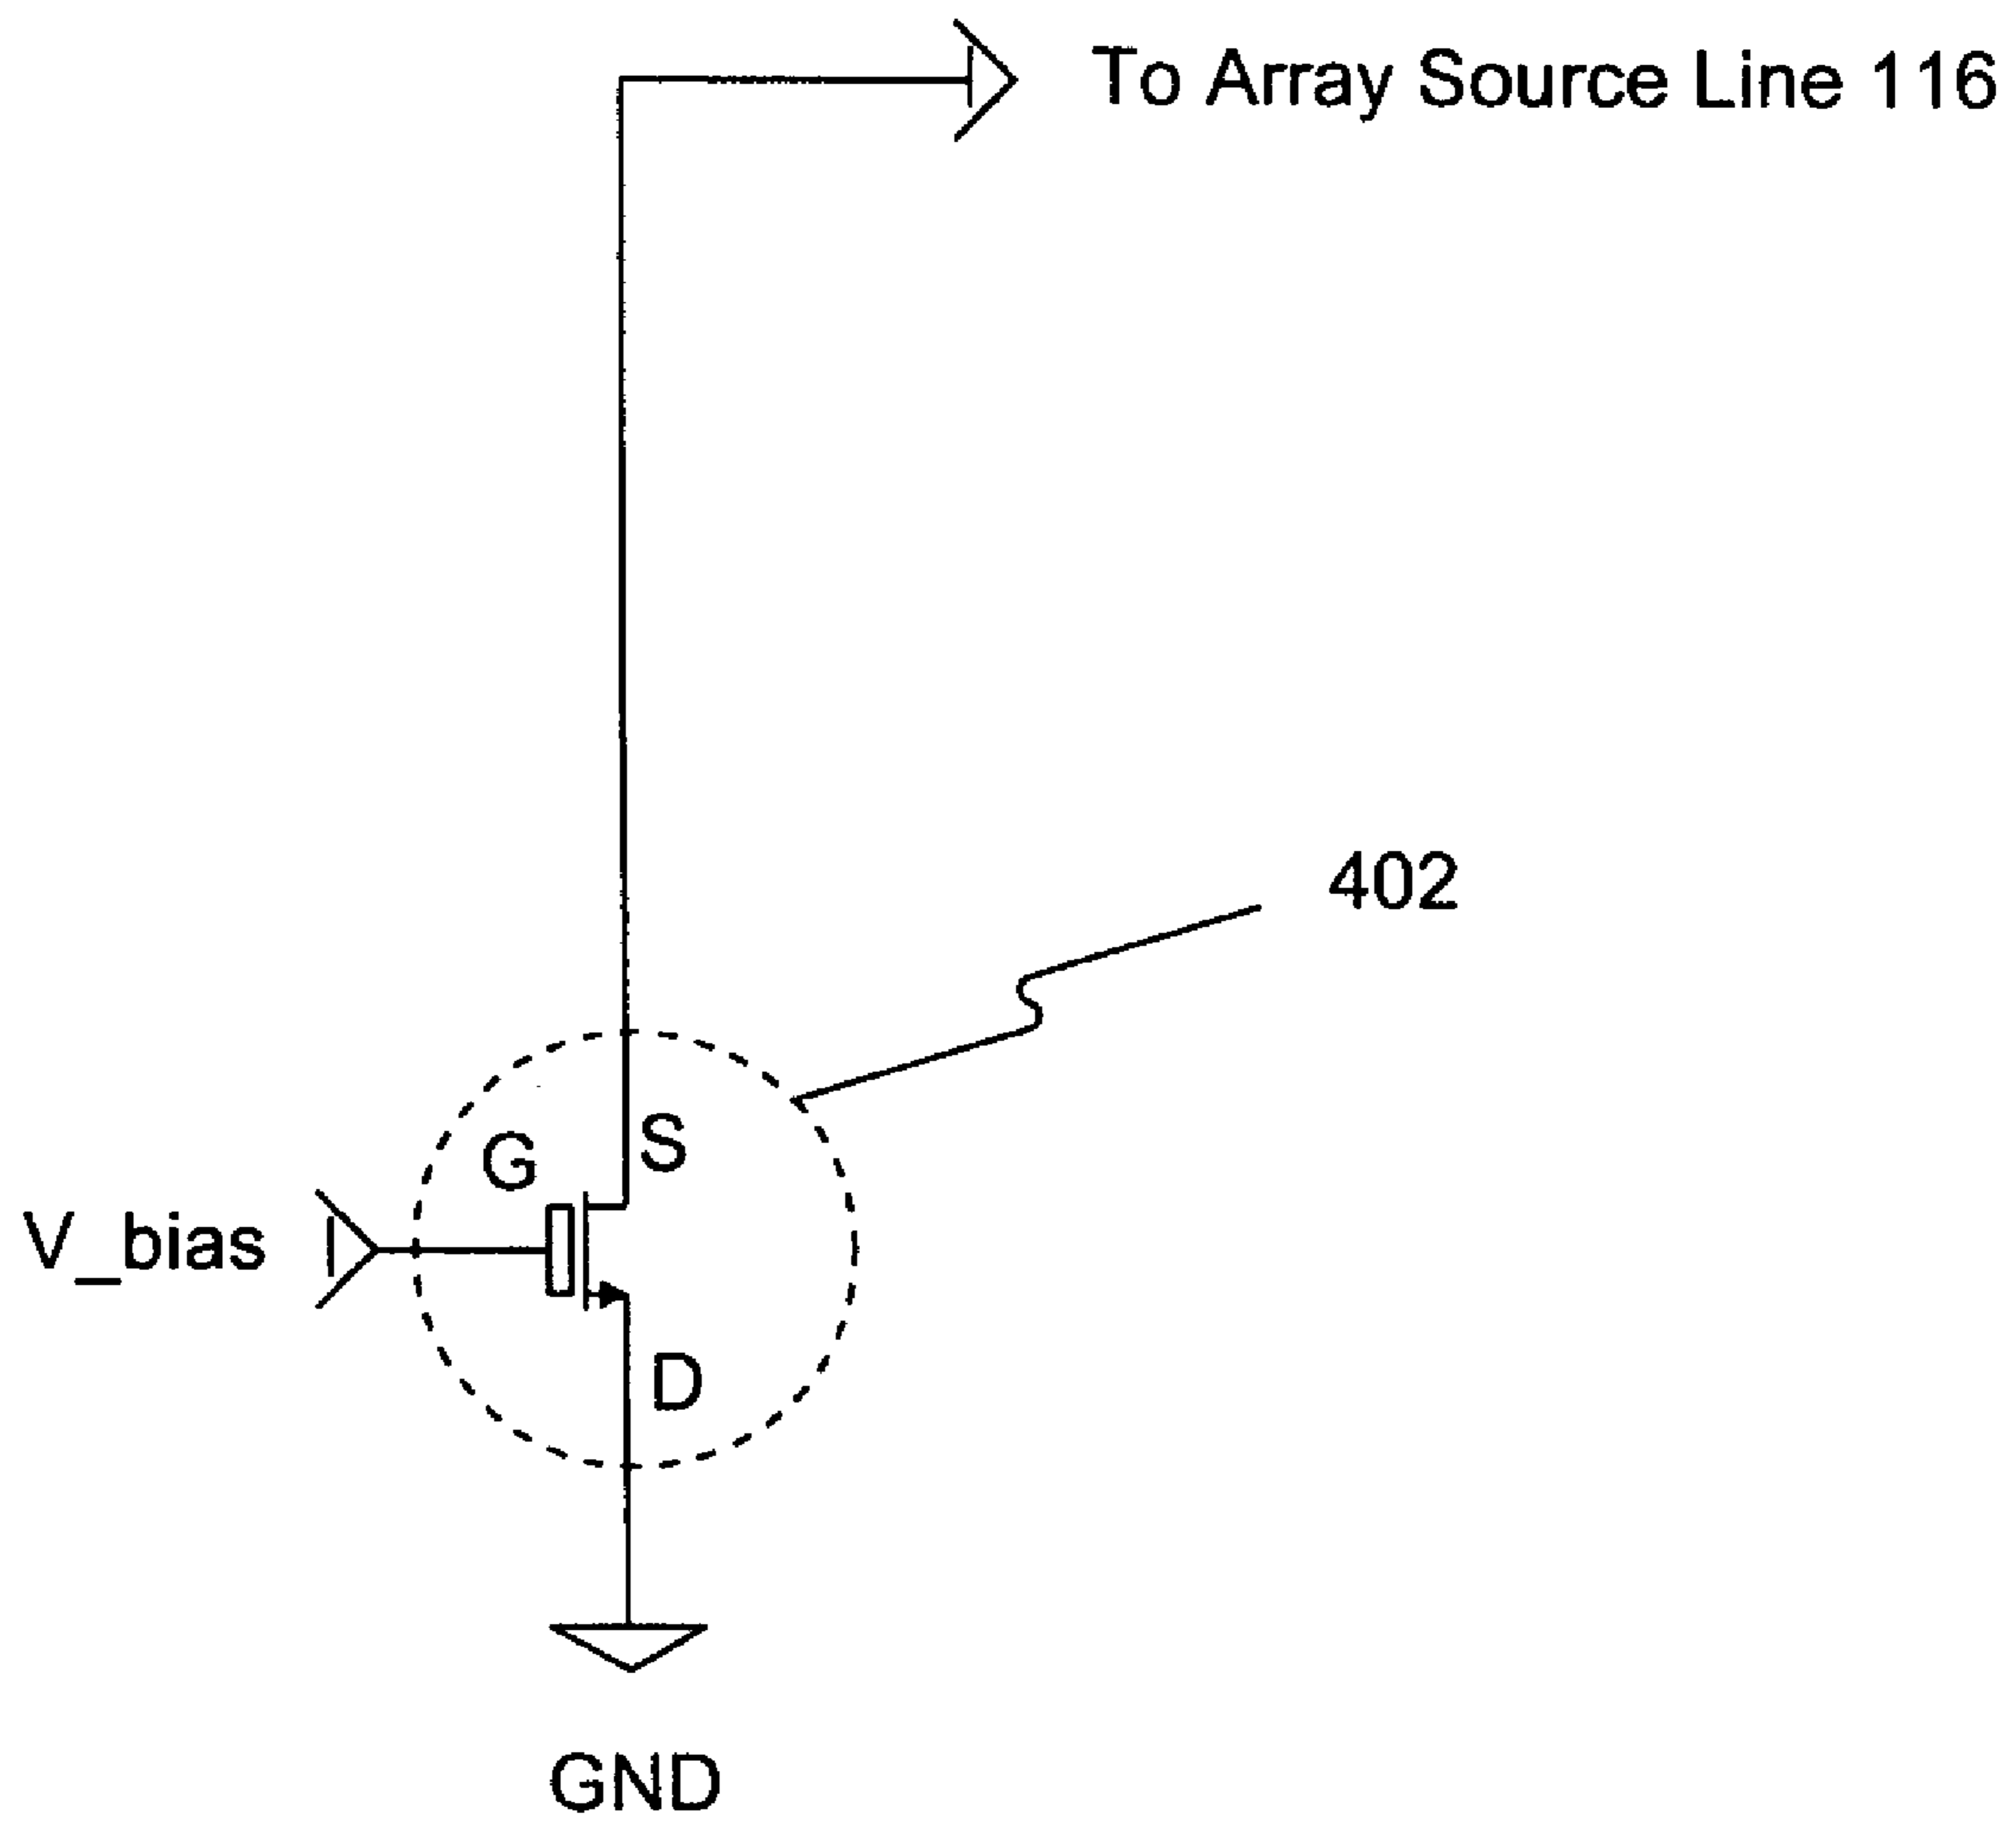 To Array Source Line 116
402
G
S
V_bias
D
GND